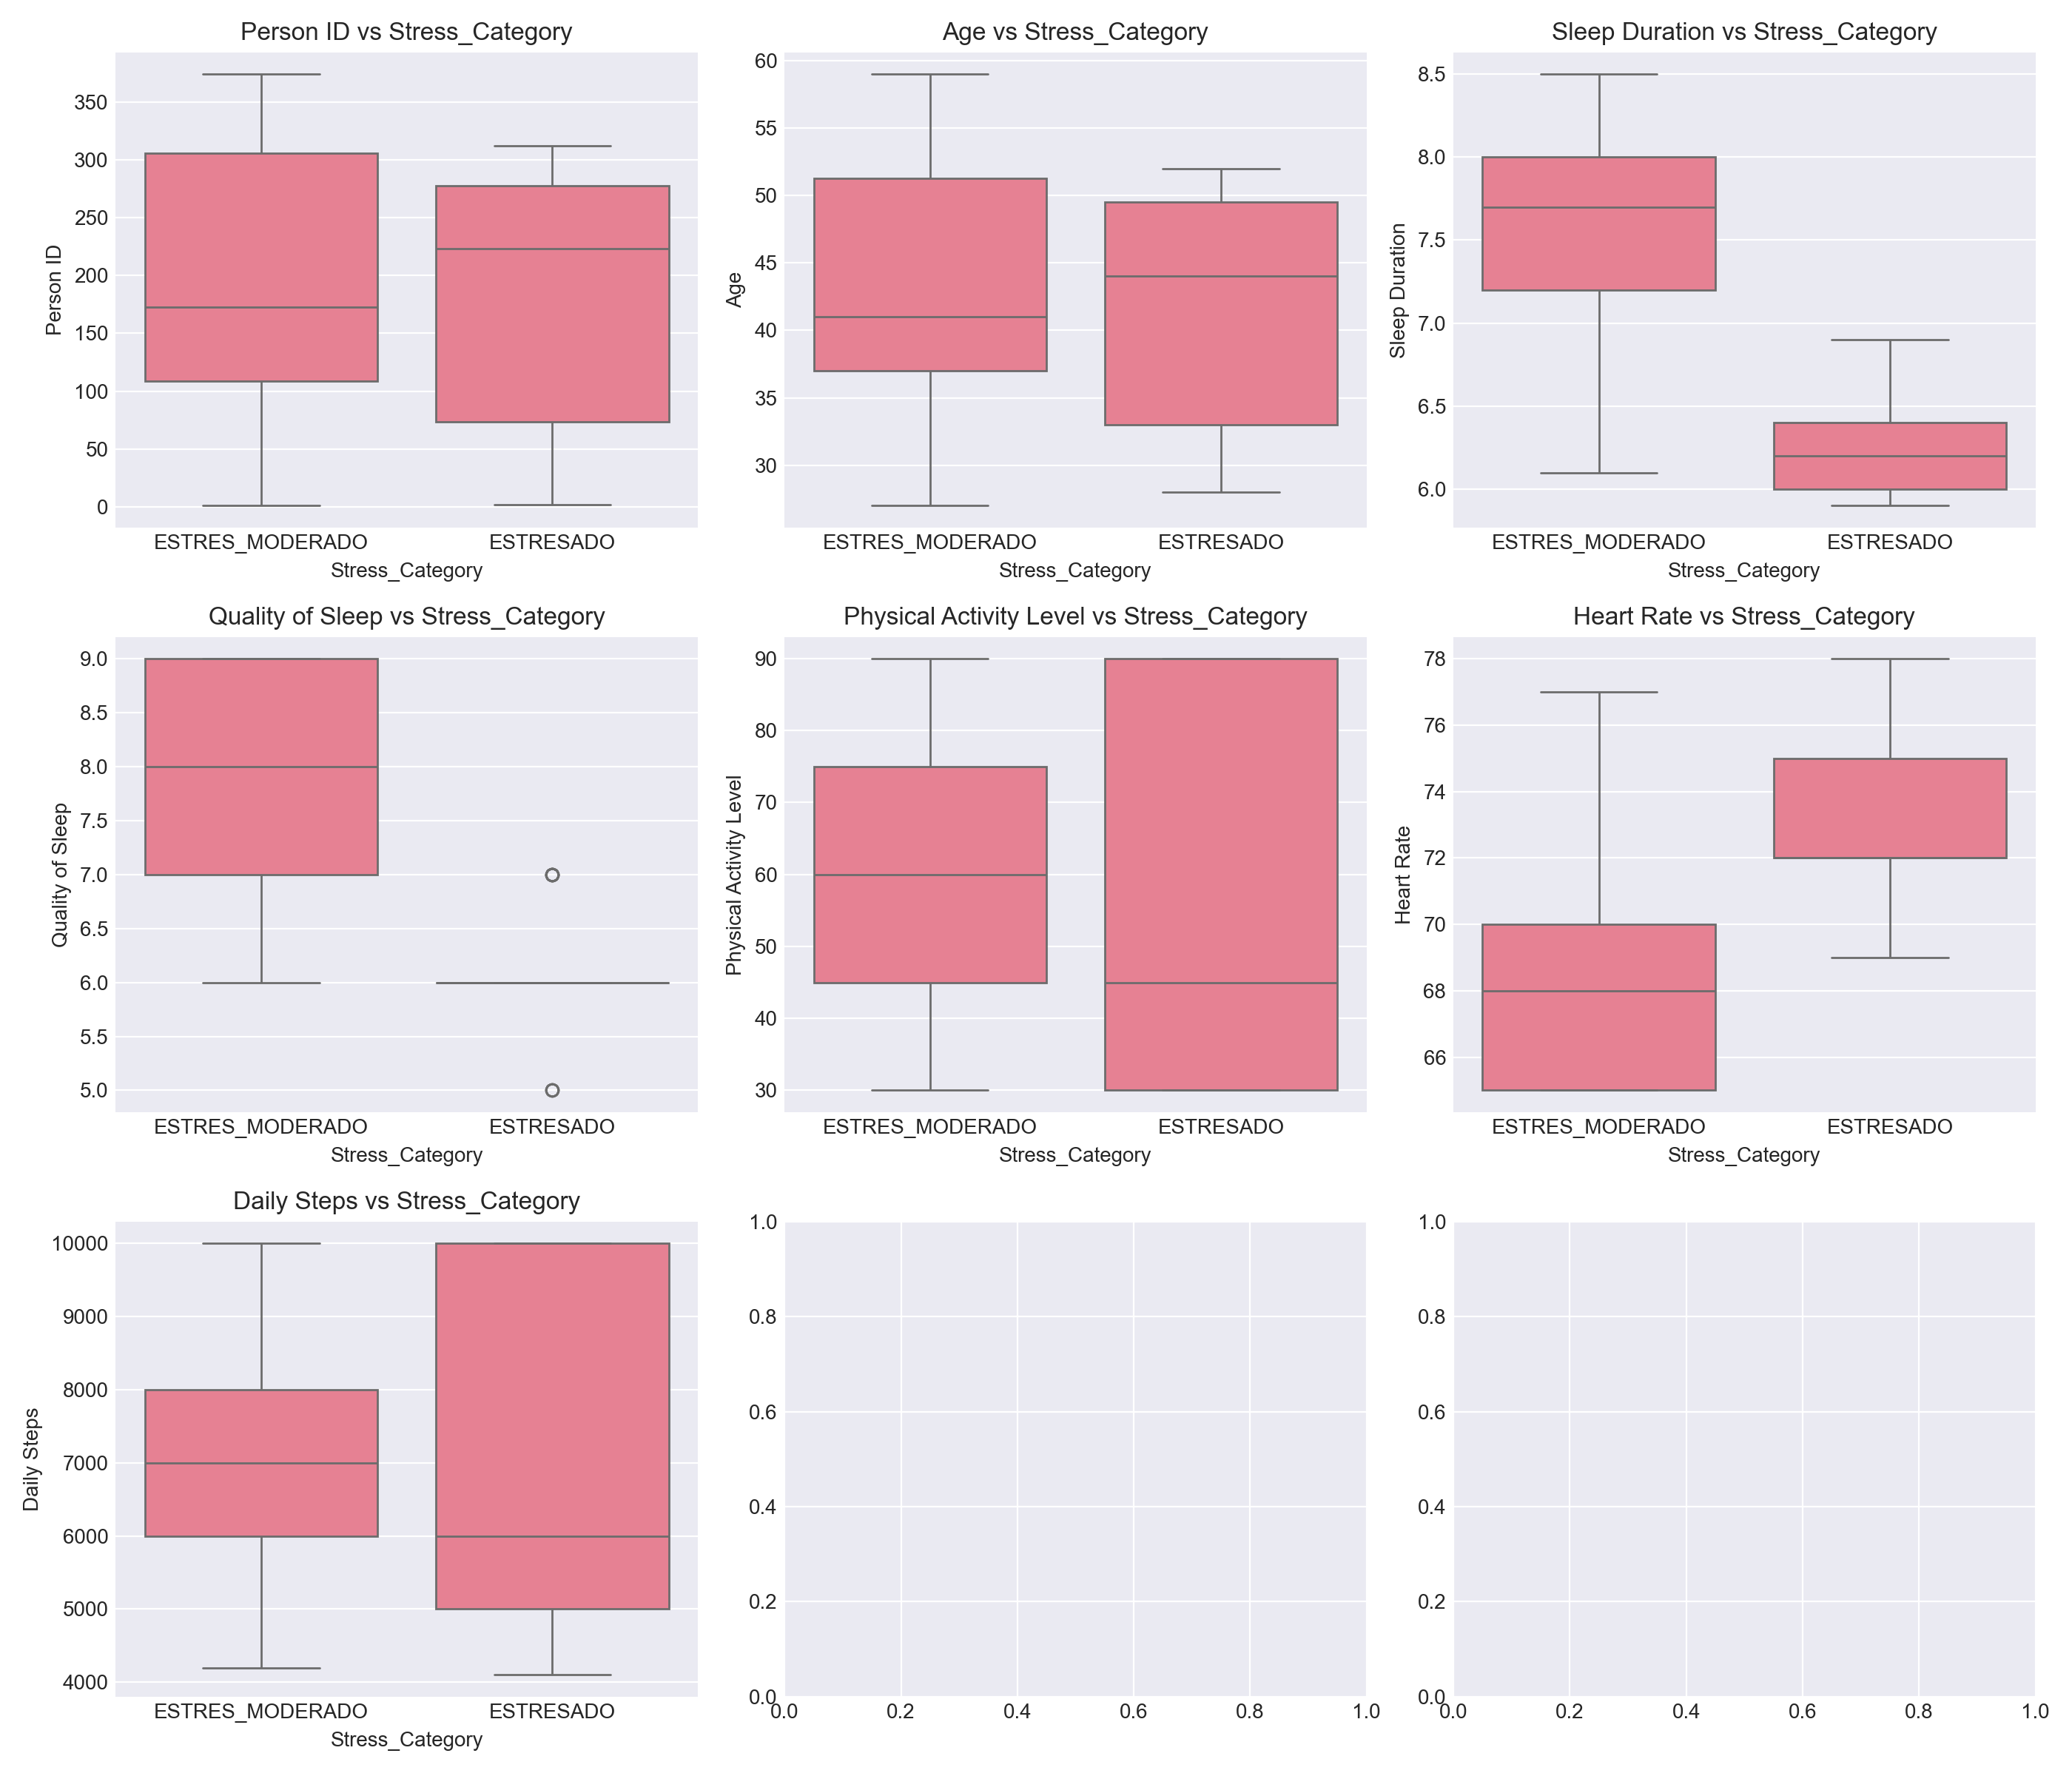 Person ID vs Stress_Category
350
300
250
200
150
100
50
0
Person ID
ESTRES_MODERADO
ESTRESADO
Stress_Category
Age vs Stress_Category
60
55
50
45
40
35
30
Age
ESTRES_MODERADO
ESTRESADO
Stress_Category
Sleep Duration vs Stress_Category
8.5
8.0
7.5
7.0
6.5
6.0
Sleep Duration
ESTRES_MODERADO
ESTRESADO
Stress_Category
Quality of Sleep vs Stress_Category
9.0
8.5
8.0
7.5
7.0
6.5
6.0
5.5
5.0
Quality of Sleep
ESTRES_MODERADO
ESTRESADO
Stress_Category
Physical Activity Level vs Stress_Category
90
80
70
60
50
40
30
Physical Activity Level
ESTRES_MODERADO
ESTRESADO
Stress_Category
Heart Rate vs Stress_Category
78
76
74
72
70
68
66
Heart Rate
ESTRES_MODERADO
ESTRESADO
Stress_Category
Daily Steps vs Stress_Category
10000
9000
8000
7000
6000
5000
4000
Daily Steps
ESTRES_MODERADO
ESTRESADO
Stress_Category
1.0
0.8
0.6
0.4
0.2
0.0
0.0 0.2 0.4 0.6 0.8 1.0
1.0
0.8
0.6
0.4
0.2
0.0
0.0 0.2 0.4 0.6 0.8 1.0